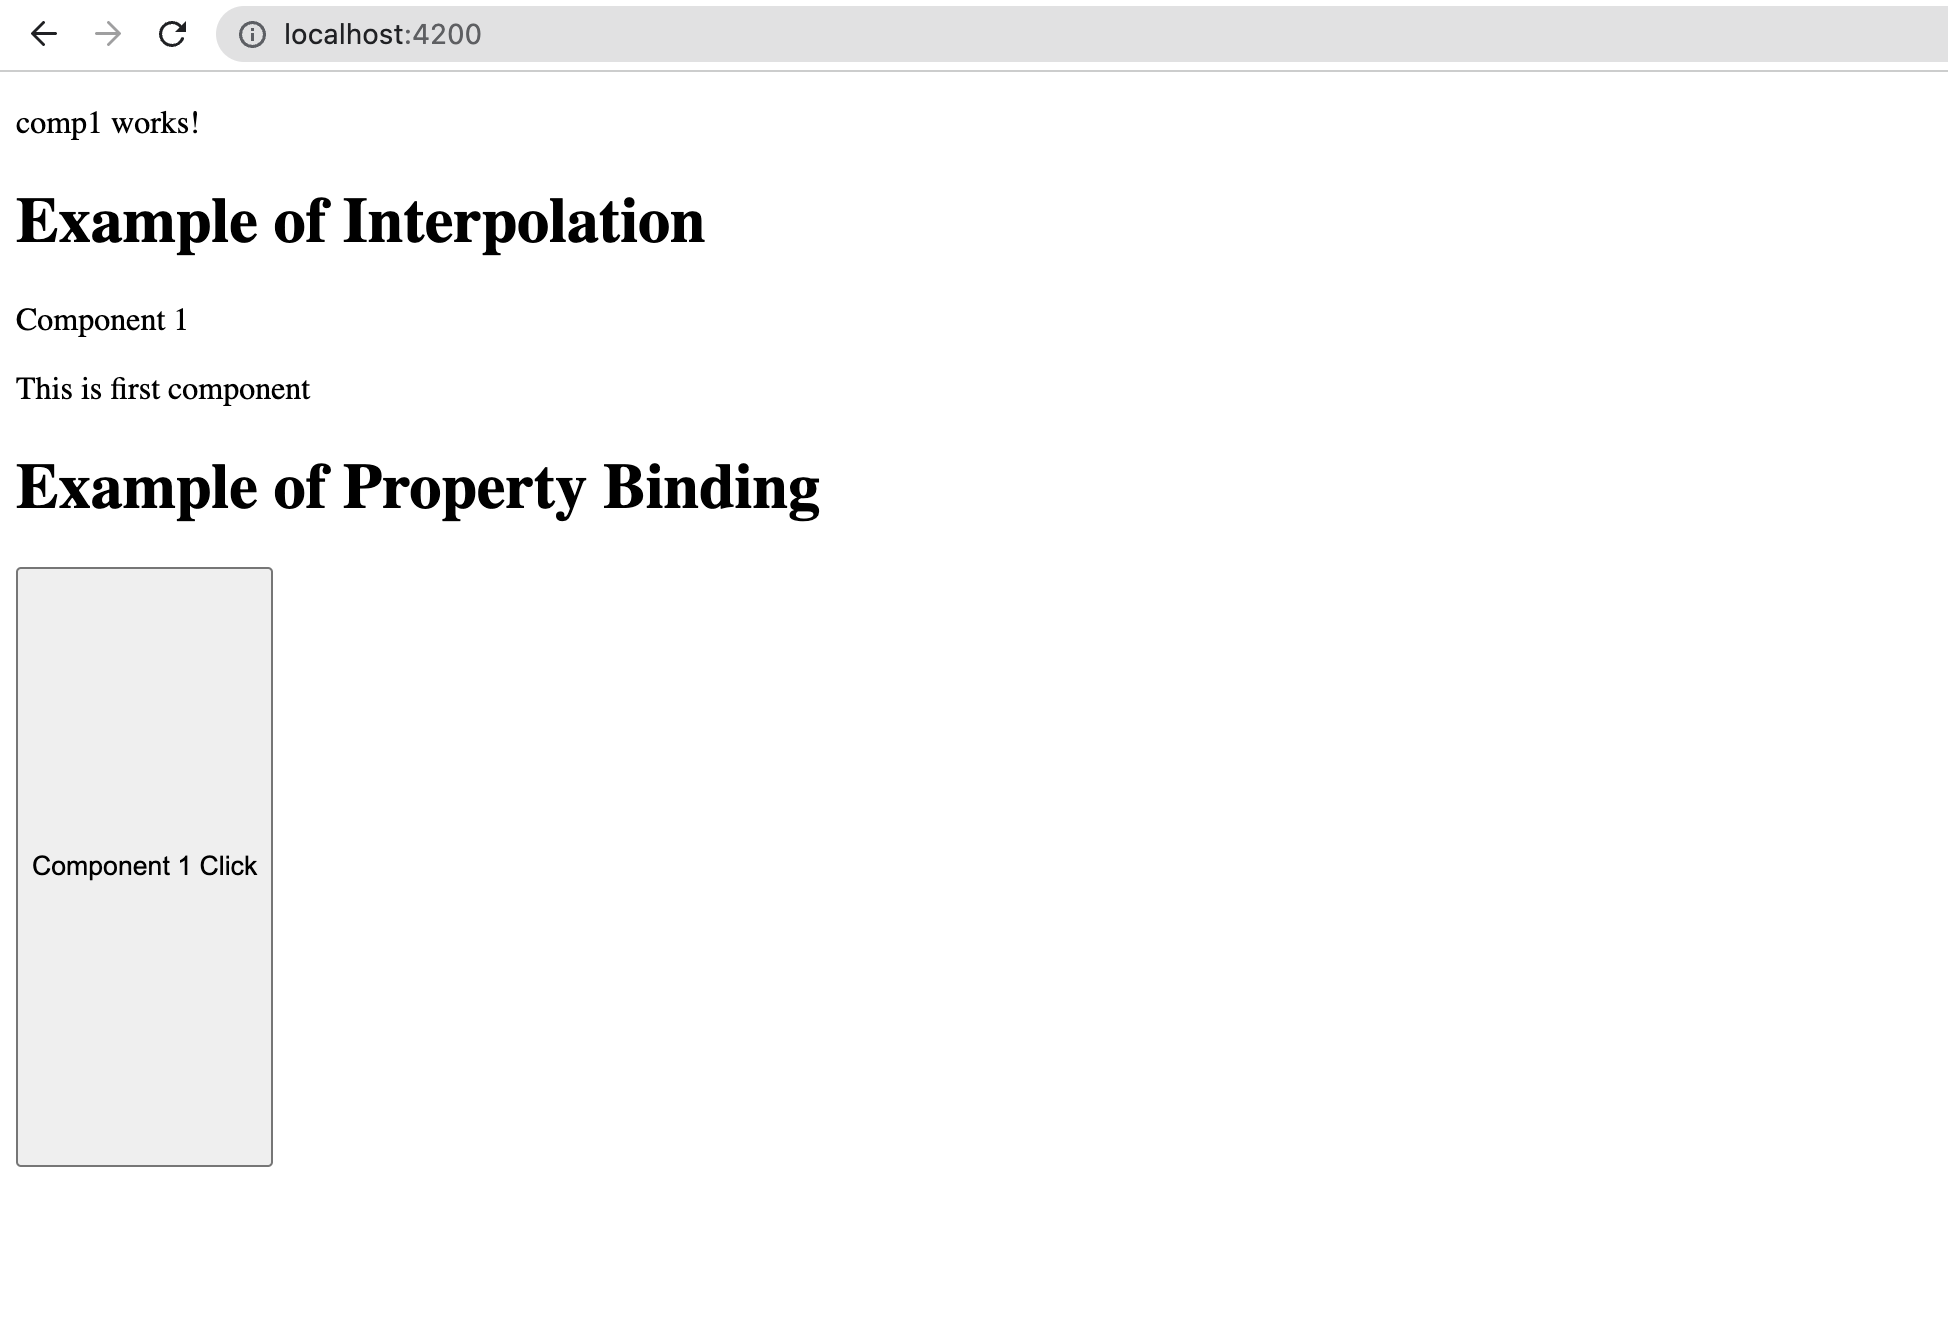 localhost:4200
comp1 works!
Example of Interpolation
Component 1
This is first component
Example of Property Binding
Component 1 Click